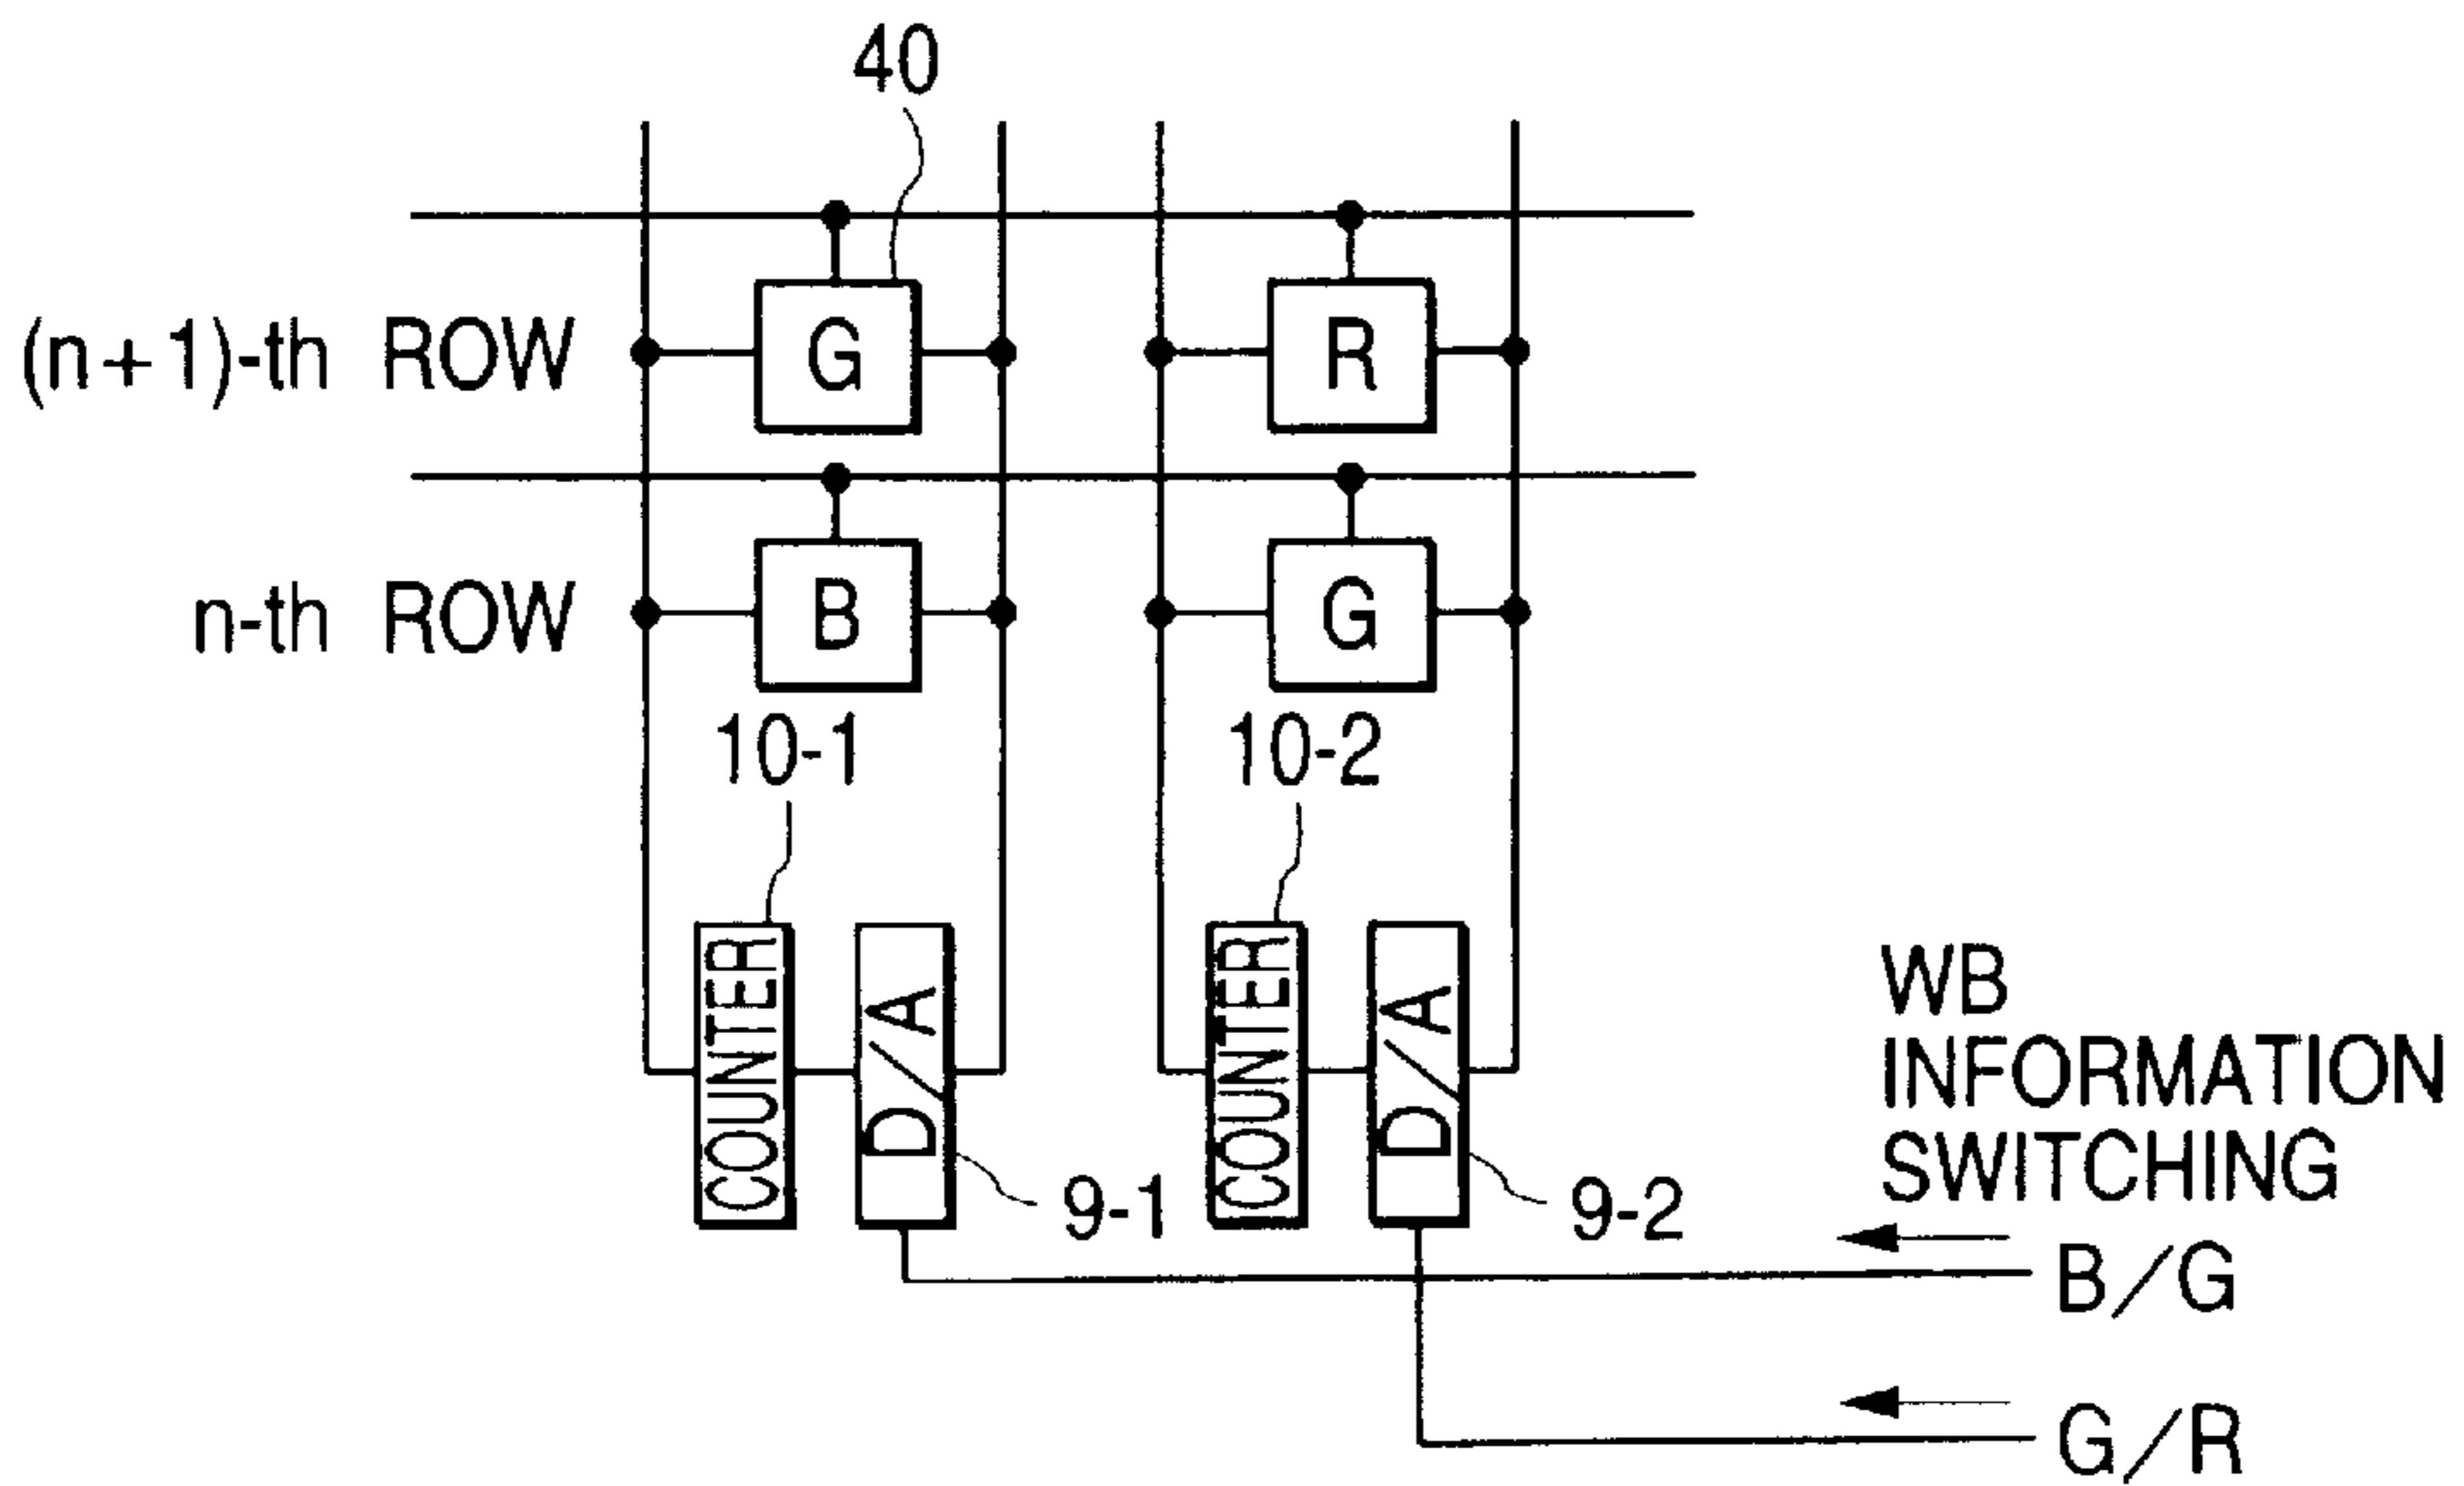 40
(n+1)-th ROW G R
n-th ROW B G
10-1 10-2
COUNTER D/A COUNTER D/A
WB
INFORMATION
SWITCHING
9-1 9-2
B/G
G/R